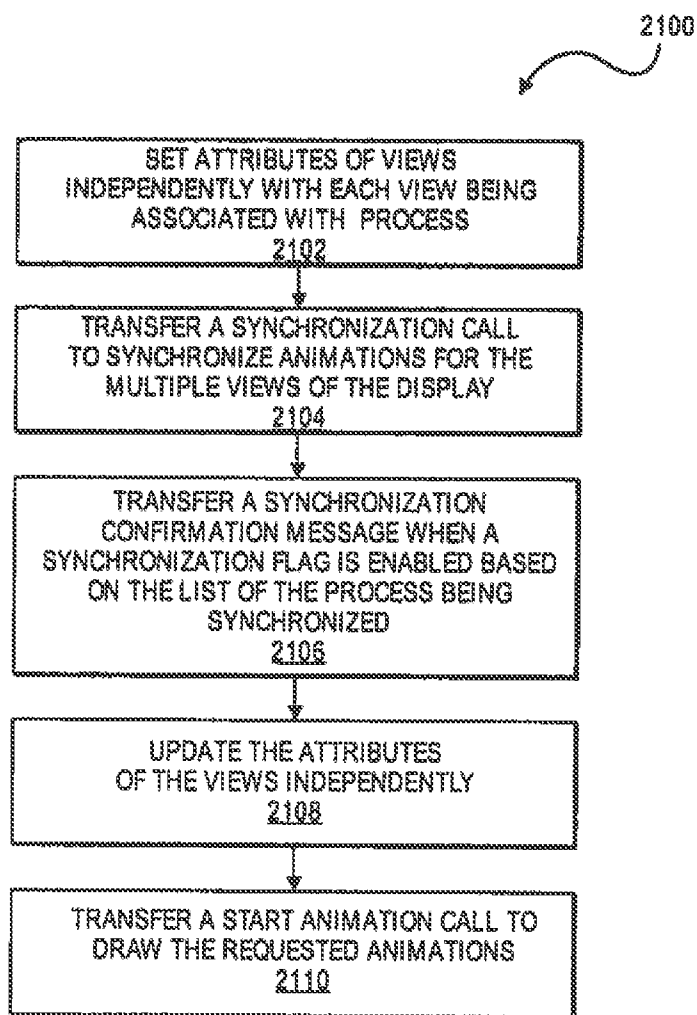 2100
SET ATTRIBUTES OF VIEWS
INDEPENDENTLY WITH EACH VIEW BEING
ASSOCIATED WITH PROCESS
2102
TRANSFER A SYNCHRONIZATION CALL
TO SYNCHRONIZE ANIMATIONS FOR THE
MULTIPLE VIEWS OF THE DISPLAY
2104
TRANSFER A SYNCHRONIZATION
CONFIRMATION MESSAGE WHEN A
SYNCHRONIZATION FLAG IS ENABLED BASED
ON THE LIST OF THE PROCESS BEING
SYNCHRONIZED
2106
UPDATE THE ATTRIBUTES
OF THE VIEWS INDEPENDENTLY
2108
TRANSFER A START ANIMATION CALL TO
DRAW THE REQUESTED ANIMATIONS
2110